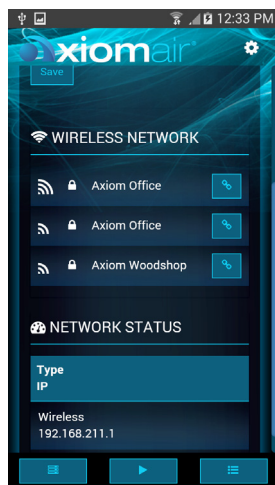 12:33 PM
axiomair
Save
WIRELESS NETWORK
Axiom Office
Axiom Office
Axiom Woodshop
NETWORK STATUS
Type
IP
Wireless
192.168.211.1